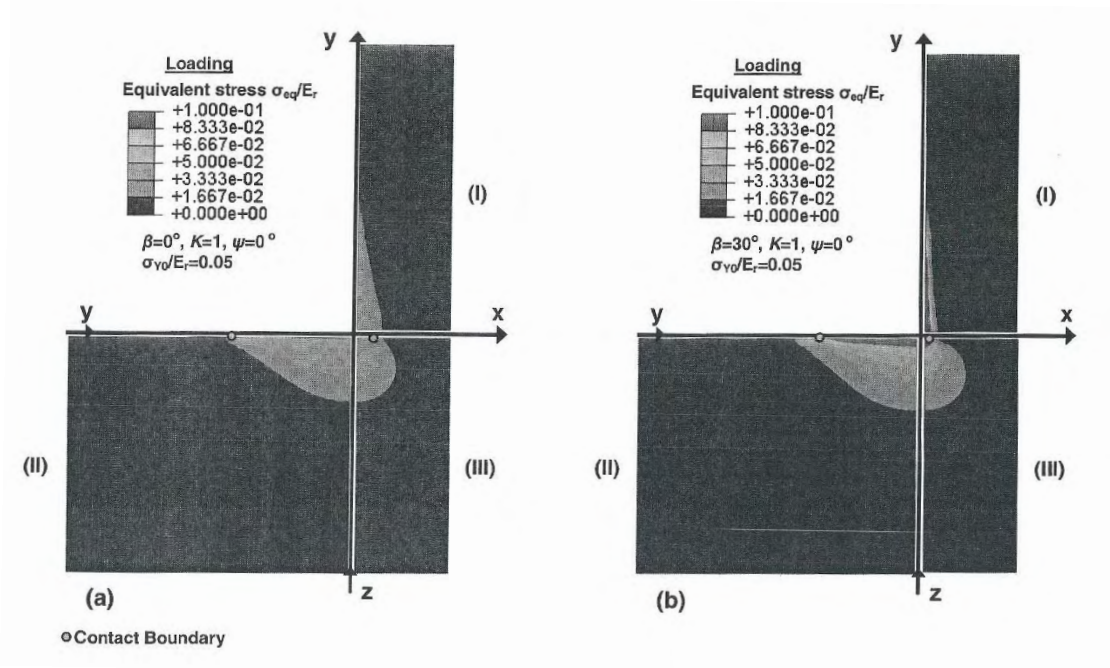 y
Loading
Equivalent stress σeq/Er
+1.000e-01
+8.333e-02
+6.667e-02
+5.000e-02
+3.333e-02
+1.667e-02
+0.000e+00
β=0°, K=1, ψ=0°
σY0/Er=0.05
(I)
y
x
(II)
(III)
z
(a)
Contact Boundary
y
Loading
Equivalent stress σeq/Er
+1.000e-01
+8.333e-02
+6.667e-02
+5.000e-02
+3.333e-02
+1.667e-02
+0.000e+00
β=30°, K=1, ψ=0°
σY0/Er=0.05
(I)
y
x
(II)
(III)
z
(b)